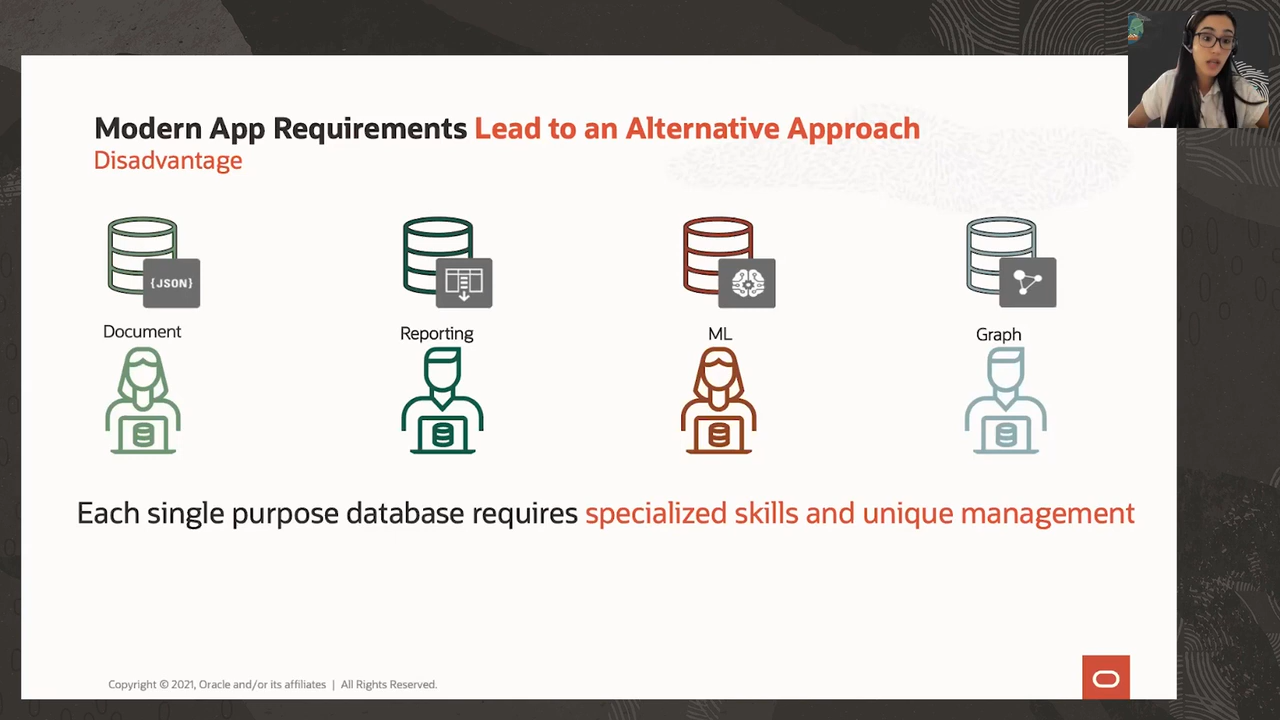 Modern App Requirements Lead to an Alternative Approach
Disadvantage
{JSON}
Document
Reporting
ML
Graph
Each single purpose database requires specialized skills and unique management
Copyright © 2021, Oracle and/or its affiliates | All Rights Reserved.